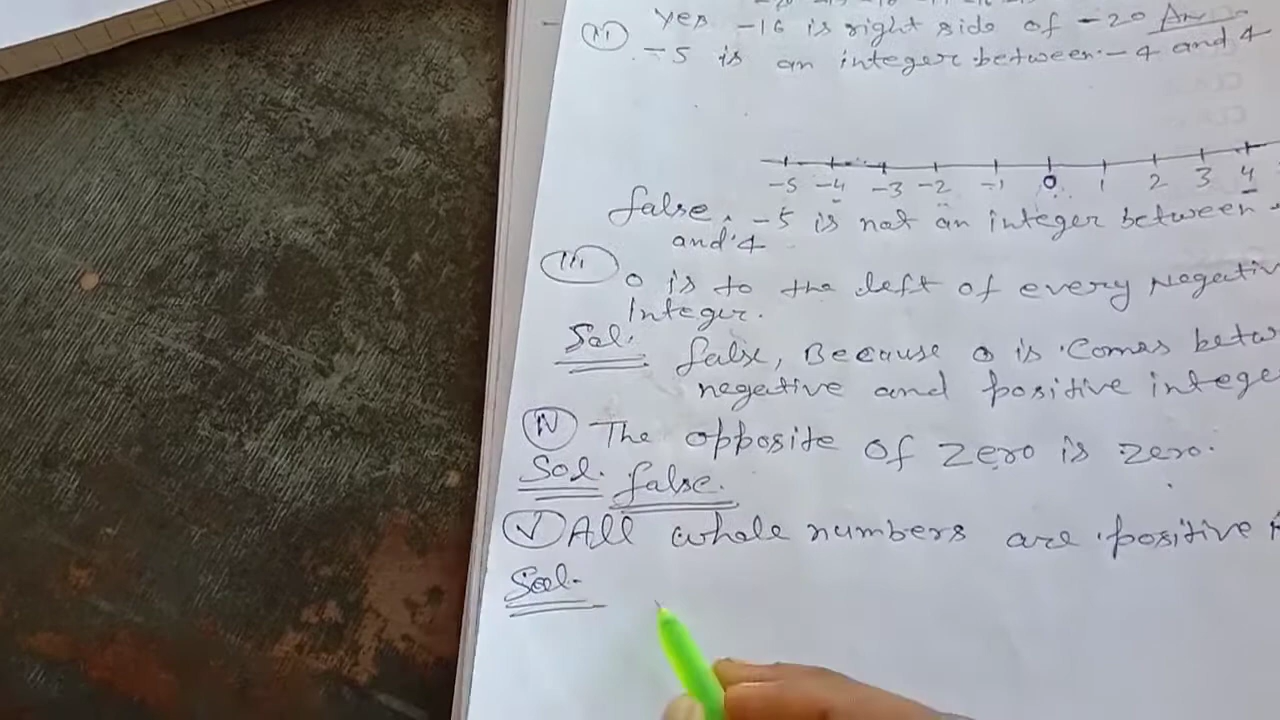 yes -16 is right side of -20 An
(ii) -5 is an integer between -4 and 4
-5 -4 -3 -2 -1 0 1 2 3 4
false. -5 is not an integer between
and 4
(iii) 0 is to the left of every Negativ
Integer.
Sol. false, Because 0 is Comes betw
negative and positive intege
(iv) The opposite of Zero is zero.
Sol. false.
(v) All whole numbers are positive i
Sol.